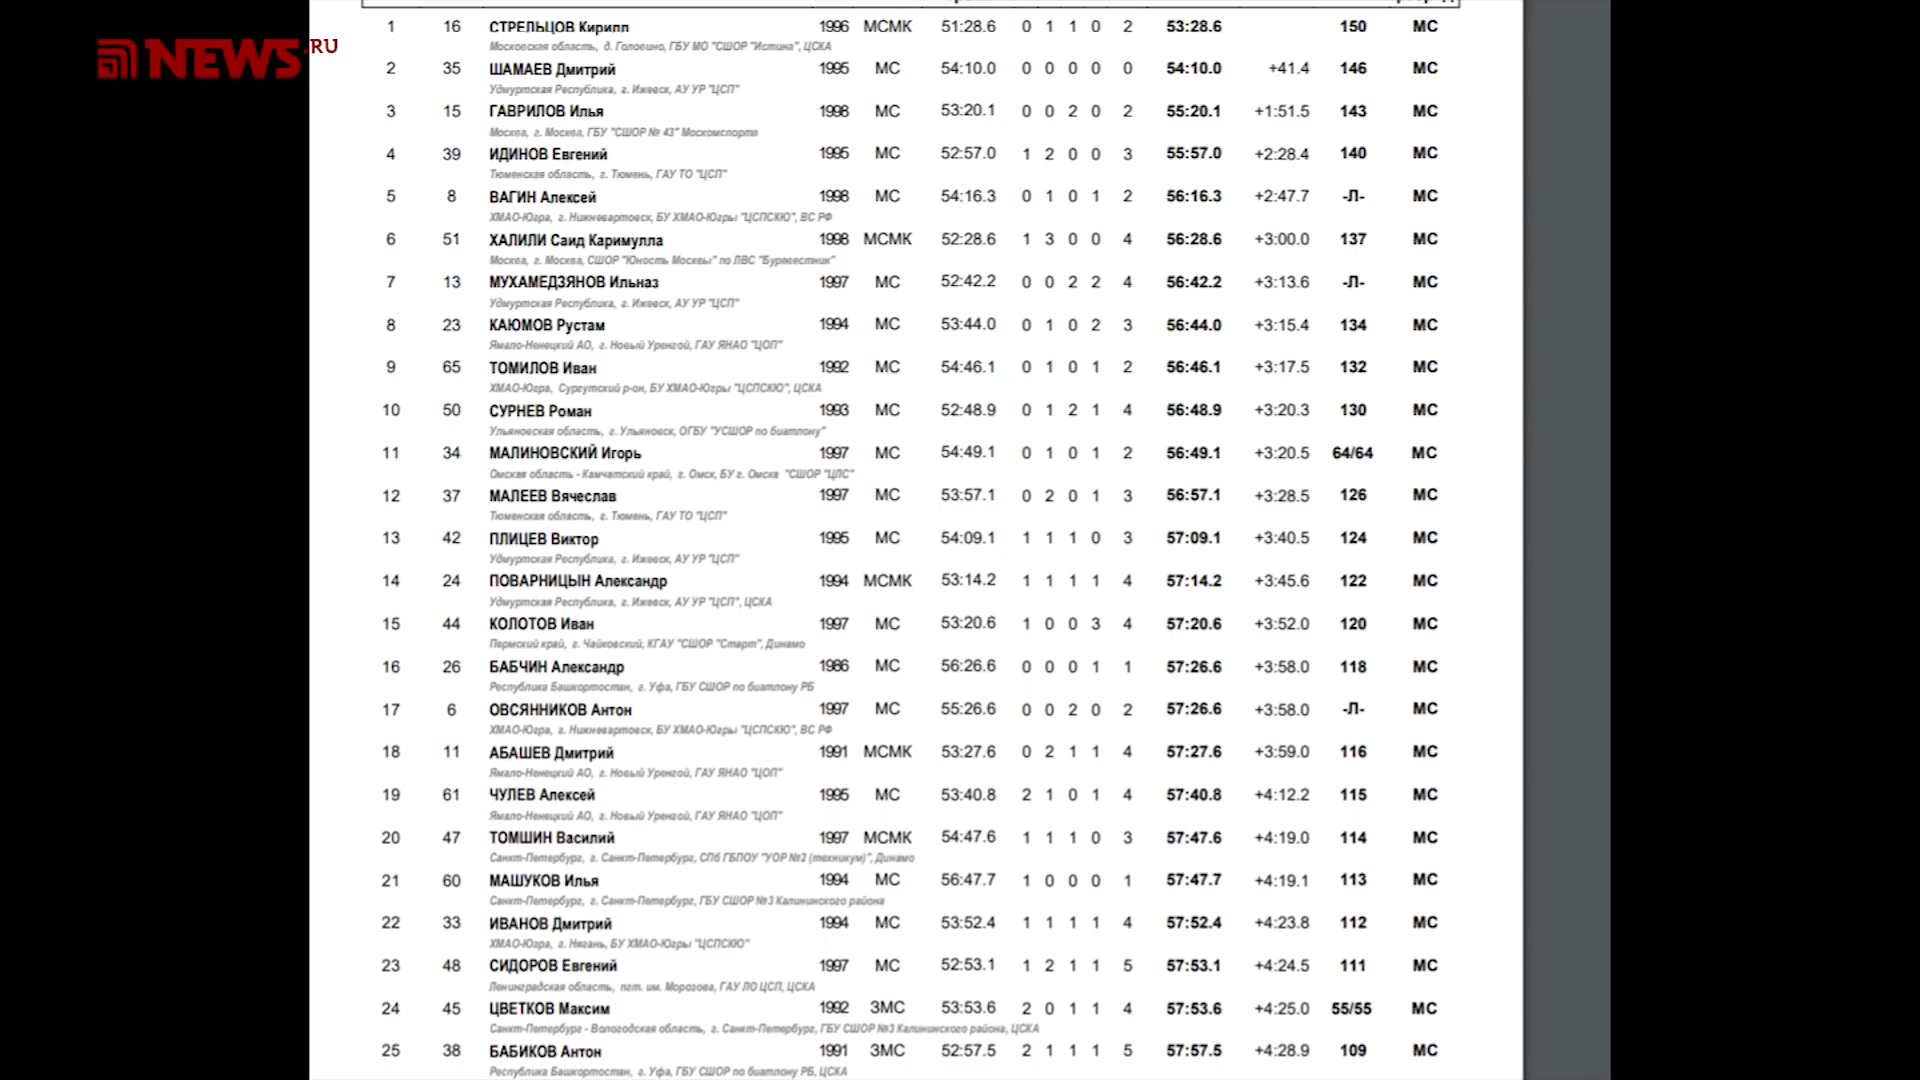 NEWS.RU
1 16 СТРЕЛЬЦОВ Кирилл 1996 МСМК 51:28.6 0 1 1 0 2 53:28.6 150 МС
Московская область, д. Головино, ГБУ МО "СШОР "Истина", ЦСКА
2 35 ШАМАЕВ Дмитрий 1995 МС 54:10.0 0 0 0 0 0 54:10.0 +41.4 146 МС
Удмуртская Республика, г. Ижевск, АУ УР "ЦСП"
3 15 ГАВРИЛОВ Илья 1998 МС 53:20.1 0 0 2 0 2 55:20.1 +1:51.5 143 МС
Москва, г. Москва, ГБУ "СШОР № 43" Москомспорта
4 39 ИДИНОВ Евгений 1995 МС 52:57.0 1 2 0 0 3 55:57.0 +2:28.4 140 МС
Тюменская область, г. Тюмень, ГАУ ТО "ЦСП"
5 8 ВАГИН Алексей 1998 МС 54:16.3 0 1 0 1 2 56:16.3 +2:47.7 -Л- МС
ХМАО-Югра, г. Нижневартовск, БУ ХМАО-Югры "ЦСПСКЮ", ВС РФ
6 51 ХАЛИЛИ Саид Каримулла 1998 МСМК 52:28.6 1 3 0 0 4 56:28.6 +3:00.0 137 МС
Москва, г. Москва, СШОР "Юность Москвы" по ЛВС "Буревестник"
7 13 МУХАМЕДЗЯНОВ Ильназ 1997 МС 52:42.2 0 0 2 2 4 56:42.2 +3:13.6 -Л- МС
Удмуртская Республика, г. Ижевск, АУ УР "ЦСП"
8 23 КАЮМОВ Рустам 1994 МС 53:44.0 0 1 0 2 3 56:44.0 +3:15.4 134 МС
Ямало-Ненецкий АО, г. Новый Уренгой, ГАУ ЯНАО "ЦОП"
9 65 ТОМИЛОВ Иван 1992 МС 54:46.1 0 1 0 1 2 56:46.1 +3:17.5 132 МС
ХМАО-Югра, Сургутский р-он, БУ ХМАО-Югры "ЦСПСКЮ", ЦСКА
10 50 СУРНЕВ Роман 1993 МС 52:48.9 0 1 2 1 4 56:48.9 +3:20.3 130 МС
Ульяновская область, г. Ульяновск, ОГБУ "УСШОР по биатлону"
11 34 МАЛИНОВСКИЙ Игорь 1997 МС 54:49.1 0 1 0 1 2 56:49.1 +3:20.5 64/64 МС
Омская область - Камчатский край, г. Омск, БУ г. Омска "СШОР "ЦЛС"
12 37 МАЛЕЕВ Вячеслав 1997 МС 53:57.1 0 2 0 1 3 56:57.1 +3:28.5 126 МС
Тюменская область, г. Тюмень, ГАУ ТО "ЦСП"
13 42 ПЛИЦЕВ Виктор 1995 МС 54:09.1 1 1 1 0 3 57:09.1 +3:40.5 124 МС
Удмуртская Республика, г. Ижевск, АУ УР "ЦСП"
14 24 ПОВАРНИЦЫН Александр 1994 МСМК 53:14.2 1 1 1 1 4 57:14.2 +3:45.6 122 МС
Удмуртская Республика, г. Ижевск, АУ УР "ЦСП", ЦСКА
15 44 КОЛОТОВ Иван 1997 МС 53:20.6 1 0 0 3 4 57:20.6 +3:52.0 120 МС
Пермский край, г. Чайковский, КГАУ "СШОР "Старт", Динамо
16 26 БАБЧИН Александр 1986 МС 56:26.6 0 0 0 1 1 57:26.6 +3:58.0 118 МС
Республика Башкортостан, г. Уфа, ГБУ СШОР по биатлону РБ
17 6 ОВСЯННИКОВ Антон 1997 МС 55:26.6 0 0 2 0 2 57:26.6 +3:58.0 -Л- МС
ХМАО-Югра, г. Нижневартовск, БУ ХМАО-Югры "ЦСПСКЮ", ВС РФ
18 11 АБАШЕВ Дмитрий 1991 МСМК 53:27.6 0 2 1 1 4 57:27.6 +3:59.0 116 МС
Ямало-Ненецкий АО, г. Новый Уренгой, ГАУ ЯНАО "ЦОП"
19 61 ЧУЛЕВ Алексей 1995 МС 53:40.8 2 1 0 1 4 57:40.8 +4:12.2 115 МС
Ямало-Ненецкий АО, г. Новый Уренгой, ГАУ ЯНАО "ЦОП"
20 47 ТОМШИН Василий 1997 МСМК 54:47.6 1 1 1 0 3 57:47.6 +4:19.0 114 МС
Санкт-Петербург, г. Санкт-Петербург, СПб ГБПОУ "УОР №2 (техникум)", Динамо
21 60 МАШУКОВ Илья 1994 МС 56:47.7 1 0 0 0 1 57:47.7 +4:19.1 113 МС
Санкт-Петербург, г. Санкт-Петербург, ГБУ СШОР №3 Калининского района
22 33 ИВАНОВ Дмитрий 1994 МС 53:52.4 1 1 1 1 4 57:52.4 +4:23.8 112 МС
ХМАО-Югра, г. Нягань, БУ ХМАО-Югры "ЦСПСКЮ"
23 48 СИДОРОВ Евгений 1997 МС 52:53.1 1 2 1 1 5 57:53.1 +4:24.5 111 МС
Ленинградская область, пгт. им. Морозова, ГАУ ЛО ЦСП, ЦСКА
24 45 ЦВЕТКОВ Максим 1992 ЗМС 53:53.6 2 0 1 1 4 57:53.6 +4:25.0 55/55 МС
Санкт-Петербург - Вологодская область, г. Санкт-Петербург, ГБУ СШОР №3 Калининского района, ЦСКА
25 38 БАБИКОВ Антон 1991 ЗМС 52:57.5 2 1 1 1 5 57:57.5 +4:28.9 109 МС
Республика Башкортостан, г. Уфа, ГБУ СШОР по биатлону РБ, ЦСКА